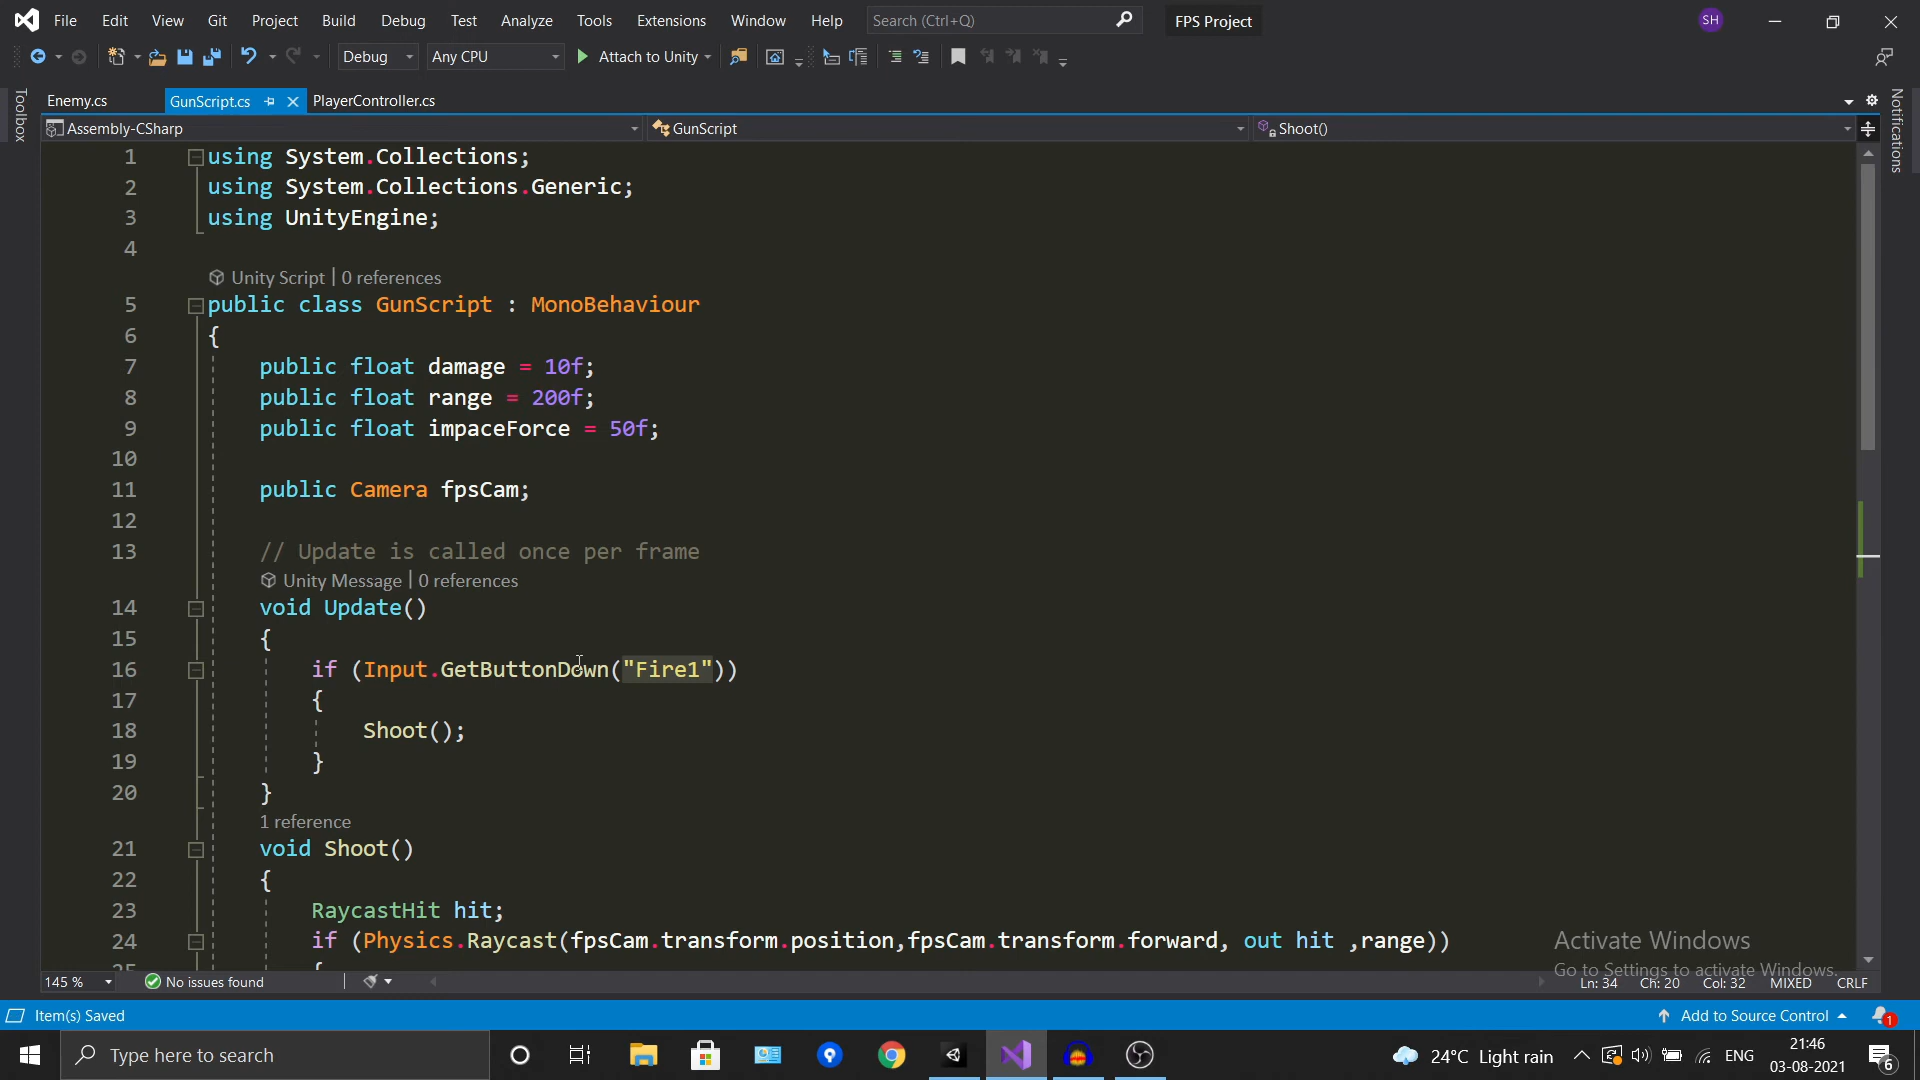 File Edit View Git Project Build Debug Test Analyze Tools Extensions Window Help Search (Ctrl+Q) FPS Project SH
Debug Any CPU Attach to Unity
Toolbox
Notifications
Enemy.cs GunScript.cs PlayerController.cs
Assembly-CSharp GunScript Shoot()
1 using System.Collections;
2 using System.Collections.Generic;
3 using UnityEngine;
4
Unity Script | 0 references
5 public class GunScript : MonoBehaviour
6 {
7 public float damage = 10f;
8 public float range = 200f;
9 public float impaceForce = 50f;
10
11 public Camera fpsCam;
12
13 // Update is called once per frame
Unity Message | 0 references
14 void Update()
15 {
16 if (Input.GetButtonDown("Fire1"))
17 {
18 Shoot();
19 }
20 }
1 reference
21 void Shoot()
22 {
23 RaycastHit hit;
24 if (Physics.Raycast(fpsCam.transform.position,fpsCam.transform.forward, out hit ,range))
Activate Windows
Go to Settings to activate Windows.
145 % No issues found Ln: 34 Ch: 20 Col: 32 MIXED CRLF
Item(s) Saved Add to Source Control 1
Type here to search 24°C Light rain ENG 21:46
03-08-2021 6